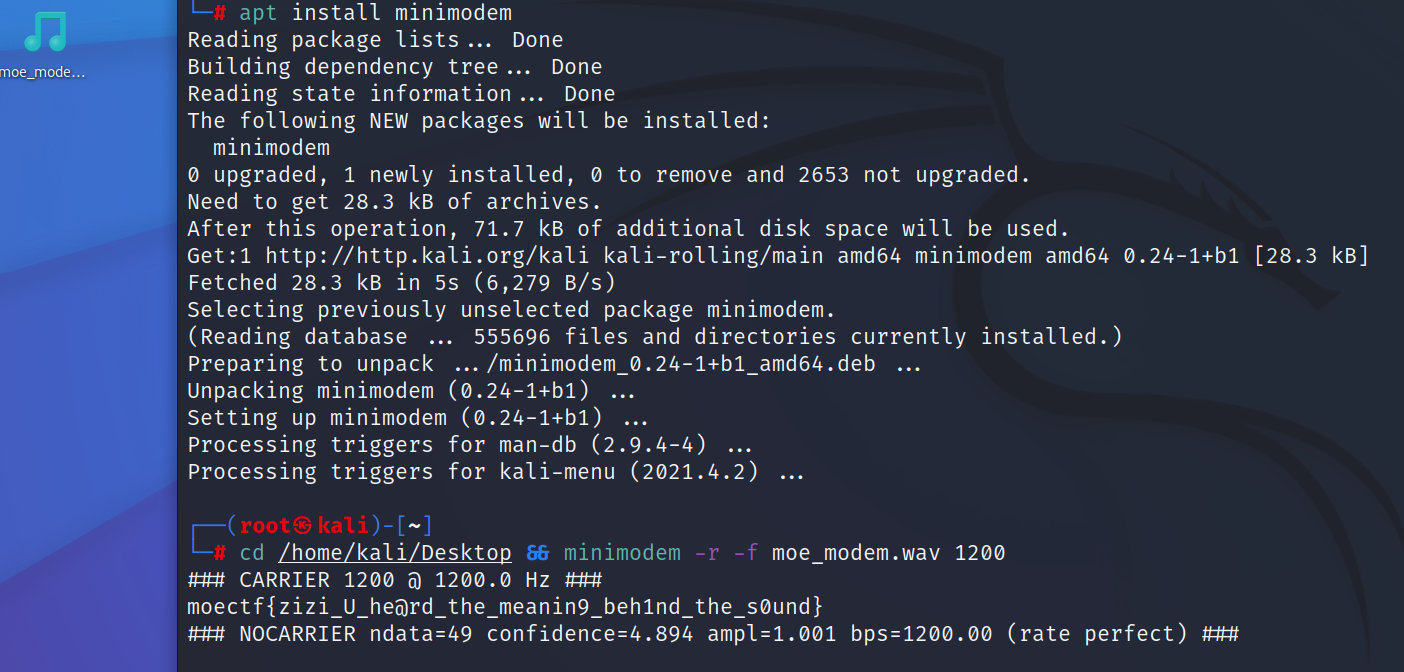 └─# apt install minimodem
Reading package lists... Done
Building dependency tree... Done
Reading state information... Done
The following NEW packages will be installed:
  minimodem
0 upgraded, 1 newly installed, 0 to remove and 2653 not upgraded.
Need to get 28.3 kB of archives.
After this operation, 71.7 kB of additional disk space will be used.
Get:1 http://http.kali.org/kali kali-rolling/main amd64 minimodem amd64 0.24-1+b1 [28.3 kB]
Fetched 28.3 kB in 5s (6,279 B/s)
Selecting previously unselected package minimodem.
(Reading database ... 555696 files and directories currently installed.)
Preparing to unpack .../minimodem_0.24-1+b1_amd64.deb ...
Unpacking minimodem (0.24-1+b1) ...
Setting up minimodem (0.24-1+b1) ...
Processing triggers for man-db (2.9.4-4) ...
Processing triggers for kali-menu (2021.4.2) ...
┌──(root㉿kali)-[~]
└─# cd /home/kali/Desktop && minimodem -r -f moe_modem.wav 1200
### CARRIER 1200 @ 1200.0 Hz ###
moectf{zizi_U_he@rd_the_meanin9_beh1nd_the_s0und}
### NOCARRIER ndata=49 confidence=4.894 ampl=1.001 bps=1200.00 (rate perfect) ###
moe_mode...